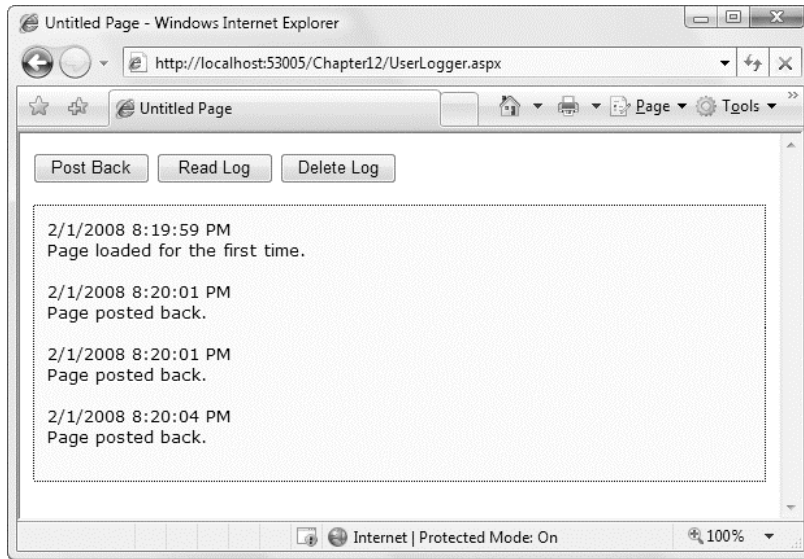 Untitled Page - Windows Internet Explorer
http://localhost:53005/Chapter12/UserLogger.aspx
Untitled Page
Page
Tools
Post Back Read Log Delete Log
2/1/2008 8:19:59 PM
Page loaded for the first time.
2/1/2008 8:20:01 PM
Page posted back.
2/1/2008 8:20:01 PM
Page posted back.
2/1/2008 8:20:04 PM
Page posted back.
Internet | Protected Mode: On
100%